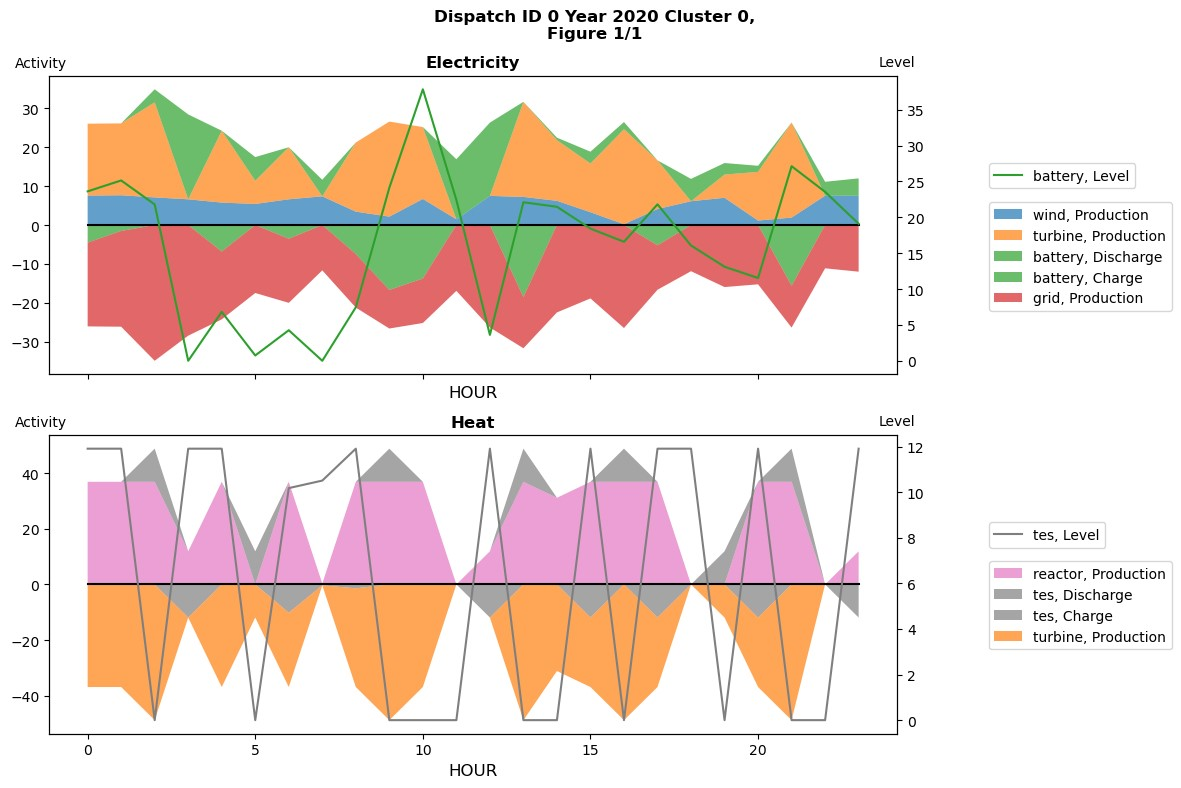 Dispatch ID 0 Year 2020 Cluster 0,
Figure 1/1
Activity
Electricity
Level
30
20
10
0
−10
−20
−30
35
30
25
20
15
10
5
0
HOUR
battery, Level
wind, Production
turbine, Production
battery, Discharge
battery, Charge
grid, Production
Activity
Heat
Level
40
20
0
−20
−40
12
10
8
6
4
2
0
0
5
10
15
20
HOUR
tes, Level
reactor, Production
tes, Discharge
tes, Charge
turbine, Production